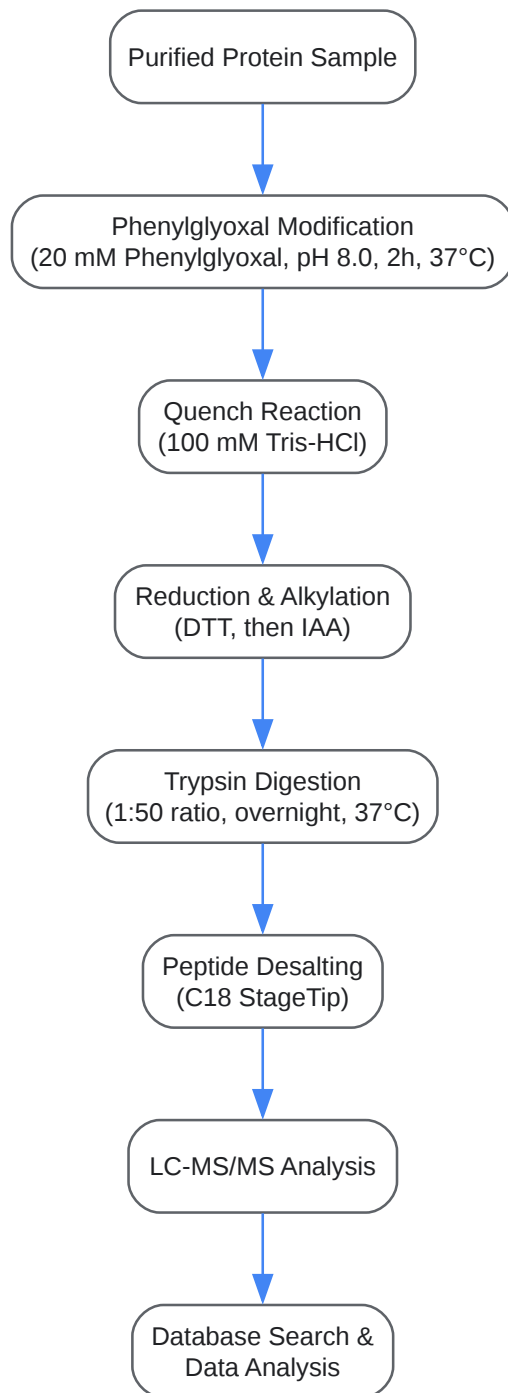 Purified Protein Sample
Phenylglyoxal Modification
(20 mM Phenylglyoxal, pH 8.0, 2h, 37°C)
Quench Reaction
(100 mM Tris-HCl)
Reduction & Alkylation
(DTT, then IAA)
Trypsin Digestion
(1:50 ratio, overnight, 37°C)
Peptide Desalting
(C18 StageTip)
LC-MS/MS Analysis
Database Search &
Data Analysis